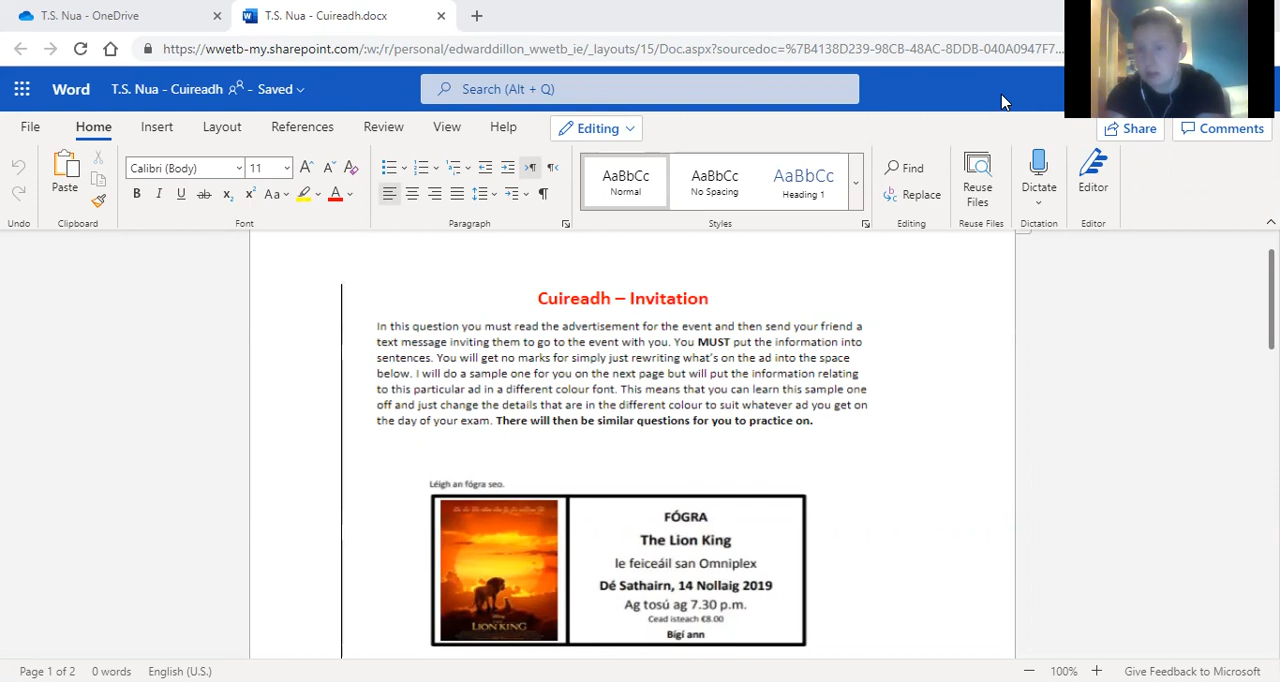 T.S. Nua - OneDrive
T.S. Nua - Cuireadh.docx
https://wwetb-my.sharepoint.com/:w:/r/personal/edwarddillon_wwetb_ie/_layouts/15/Doc.aspx?sourcedoc=%7B4138D239-98CB-48AC-8DDB-040A0947F7...
Word T.S. Nua - Cuireadh - Saved Search (Alt + Q)
File Home Insert Layout References Review View Help Editing Share Comments
Paste Calibri (Body) 11 AaBbCc AaBbCc AaBbCc Find Reuse Files Dictate Editor
B I U ab x₂ x² Aa A Normal No Spacing Heading 1 Replace
Undo Clipboard Font Paragraph Styles Editing Reuse Files Dictation Editor
Cuireadh – Invitation
In this question you must read the advertisement for the event and then send your friend a
text message inviting them to go to the event with you. You MUST put the information into
sentences. You will get no marks for simply just rewriting what's on the ad into the space
below. I will do a sample one for you on the next page but will put the information relating
to this particular ad in a different colour font. This means that you can learn this sample one
off and just change the details that are in the different colour to suit whatever ad you get on
the day of your exam. There will then be similar questions for you to practice on.
Léigh an fógra seo.
FÓGRA
The Lion King
le feiceáil san Omniplex
Dé Sathairn, 14 Nollaig 2019
Ag tosú ag 7.30 p.m.
Cead isteach €8.00
Bígí ann
LION KING
Page 1 of 2 0 words English (U.S.) 100% Give Feedback to Microsoft